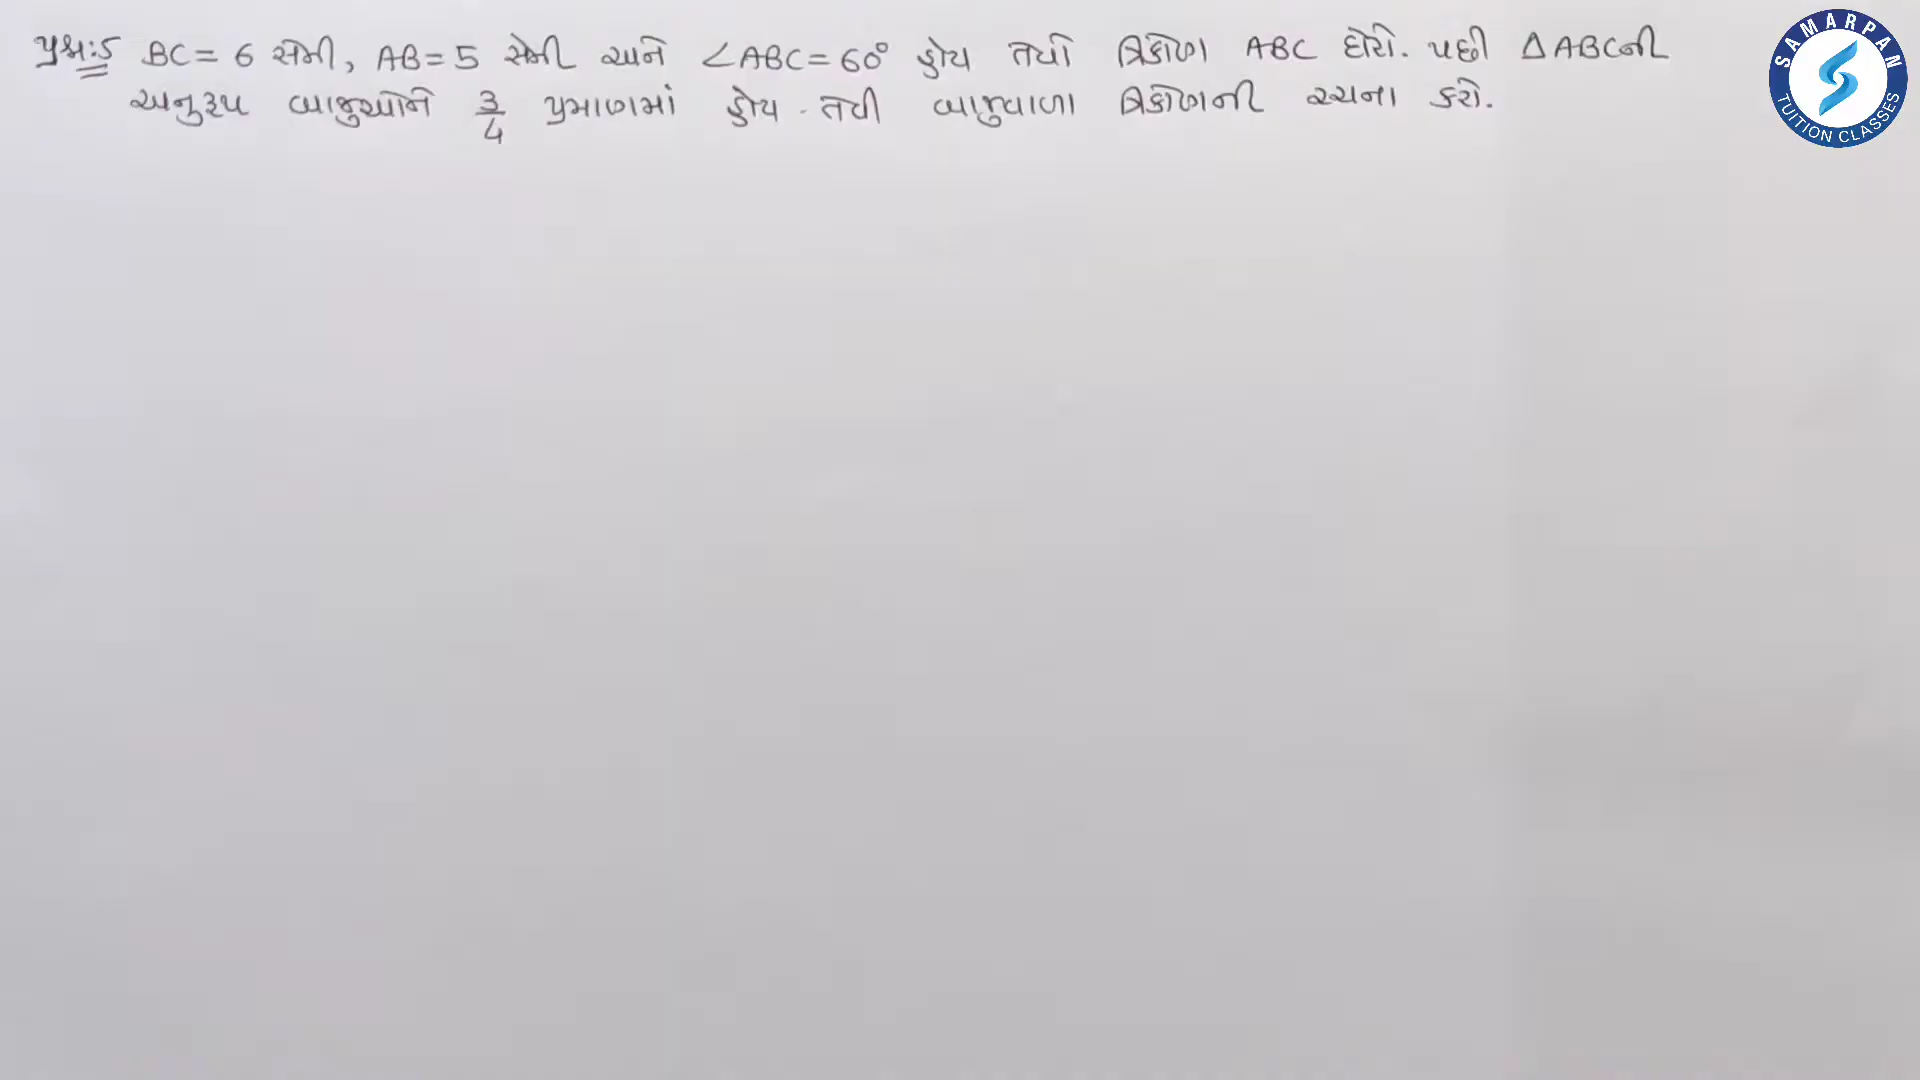 પ્રશ્ન:5 BC = 6 સેમી, AB = 5 સેમી અને ∠ABC = 60° હોય તેવો ત્રિકોણ ABC દોરો. પછી ΔABCની
અનુરૂપ બાજુઓને 3/4 પ્રમાણમાં હોય તેવી બાજુવાળા ત્રિકોણની રચના કરો.
SAMARPAN
TUITION CLASSES